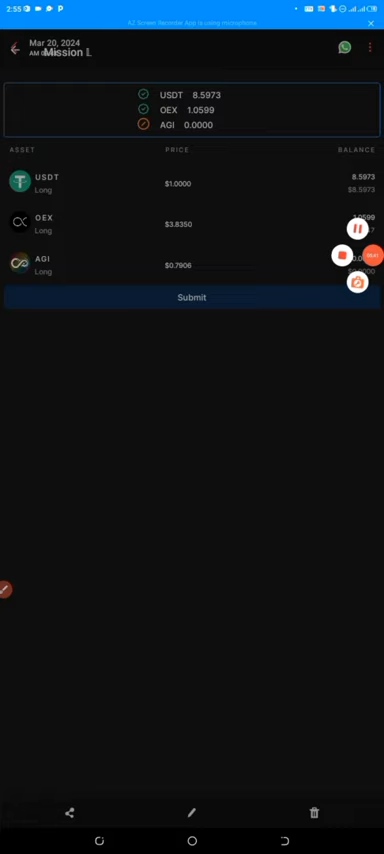 2:55
AZ Screen Recorder App is using microphone
Mar 20, 2024
Mission 1.
USDT 8.5973
OEX 1.0599
AGI 0.0000
ASSET PRICE BALANCE
USDT
Long
$1.0000
8.5973
$8.5973
OEX
Long
$3.8350
AGI
Long
$0.7906
Submit